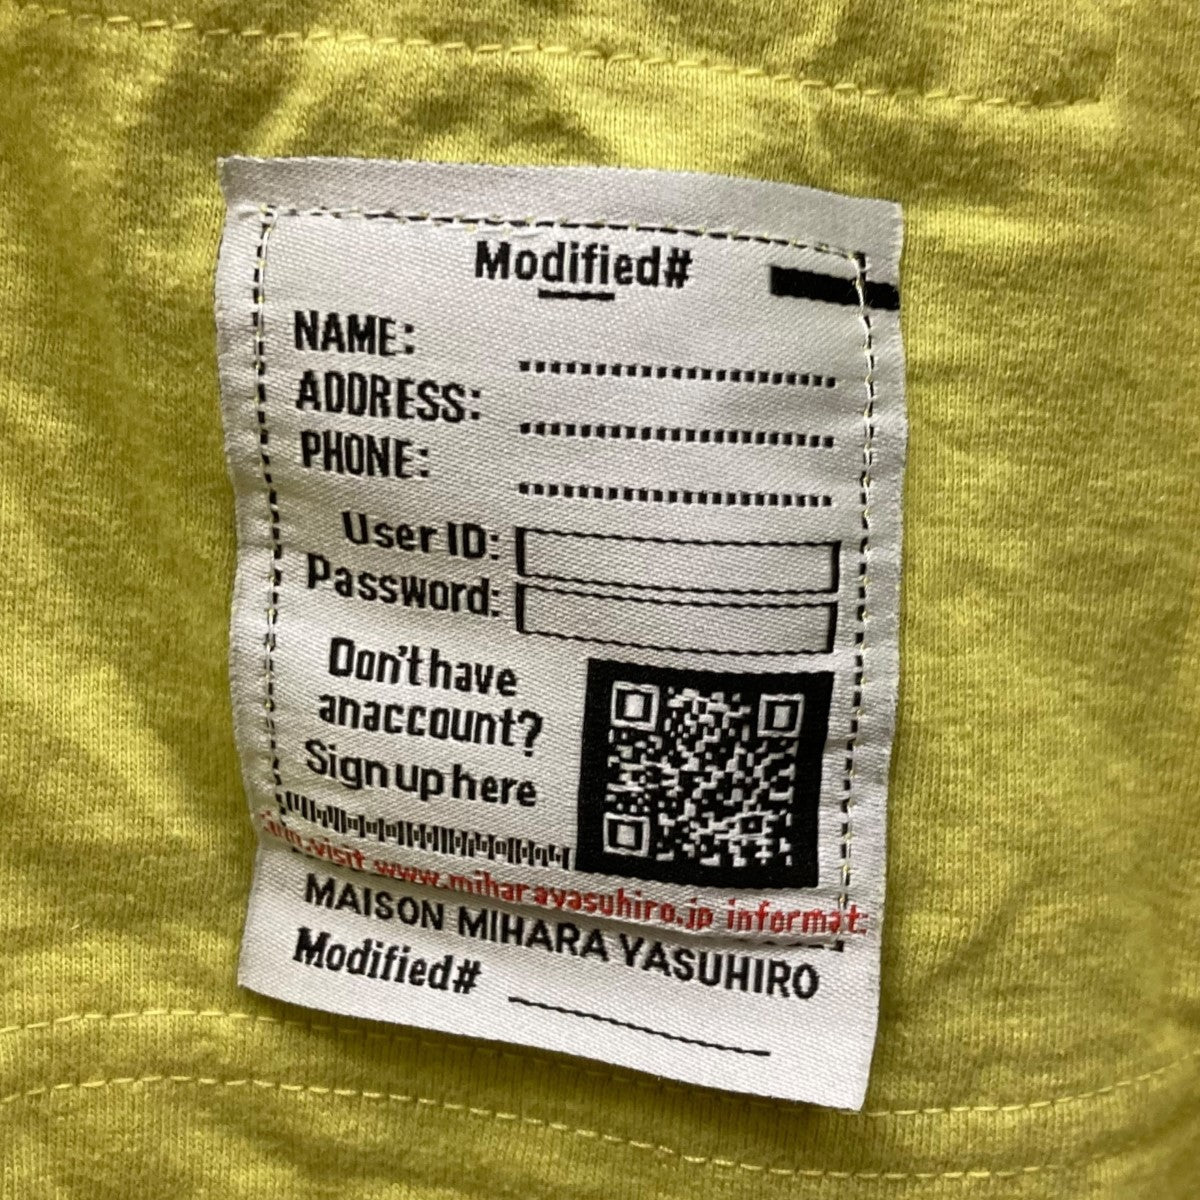 Modified#
NAME:
ADDRESS:
PHONE:
User ID:
Password:
Don't have
anaccount?
Sign up here
visit www.miharayasuhiro.jp informat
MAISON MIHARA YASUHIRO
Modified#